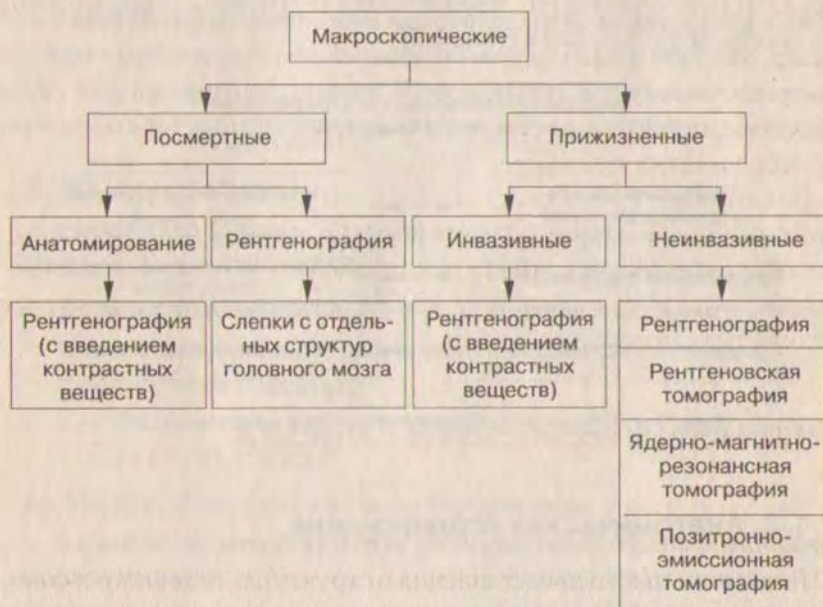 Макроскопические
Посмертные
Прижизненные
Анатомирование
Рентгенография
Инвазивные
Неинвазивные
Рентгенография
(с введением
контрастных
веществ)
Слепки с отдель-
ных структур
головного мозга
Рентгенография
(с введением
контрастных
веществ)
Рентгенография
Рентгеновская
томография
Ядерно-магнитно-
резонансная
томография
Позитронно-
эмиссионная
томография